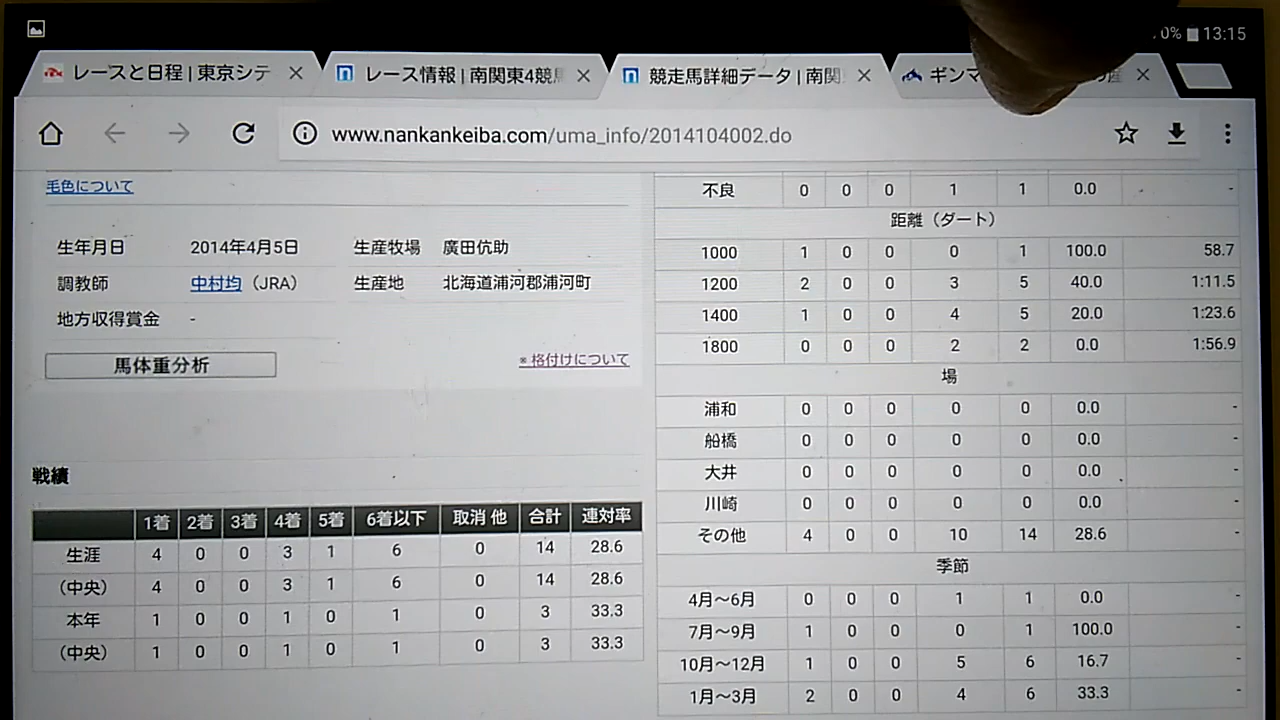 0% 13:15
レースと日程 | 東京シテ
レース情報 | 南関東4競
競走馬詳細データ | 南関
ギンマ
www.nankankeiba.com/uma_info/2014104002.do
毛色について
生年月日 2014年4月5日 生産牧場 廣田伉助
調教師 中村均 (JRA) 生産地 北海道浦河郡浦河町
地方収得賞金 -
馬体重分析
※格付けについて
戦績
1着 2着 3着 4着 5着 6着以下 取消 他 合計 連対率
生涯 4 0 0 3 1 6 0 14 28.6
(中央) 4 0 0 3 1 6 0 14 28.6
本年 1 0 0 1 0 1 0 3 33.3
(中央) 1 0 0 1 0 1 0 3 33.3
不良 0 0 0 1 1 0.0 -
距離(ダート)
1000 1 0 0 0 1 100.0 58.7
1200 2 0 0 3 5 40.0 1:11.5
1400 1 0 0 4 5 20.0 1:23.6
1800 0 0 0 2 2 0.0 1:56.9
場
浦和 0 0 0 0 0 0.0 -
船橋 0 0 0 0 0 0.0 -
大井 0 0 0 0 0 0.0 -
川崎 0 0 0 0 0 0.0 -
その他 4 0 0 10 14 28.6 -
季節
4月~6月 0 0 0 1 1 0.0 -
7月~9月 1 0 0 0 1 100.0 -
10月~12月 1 0 0 5 6 16.7 -
1月~3月 2 0 0 4 6 33.3 -